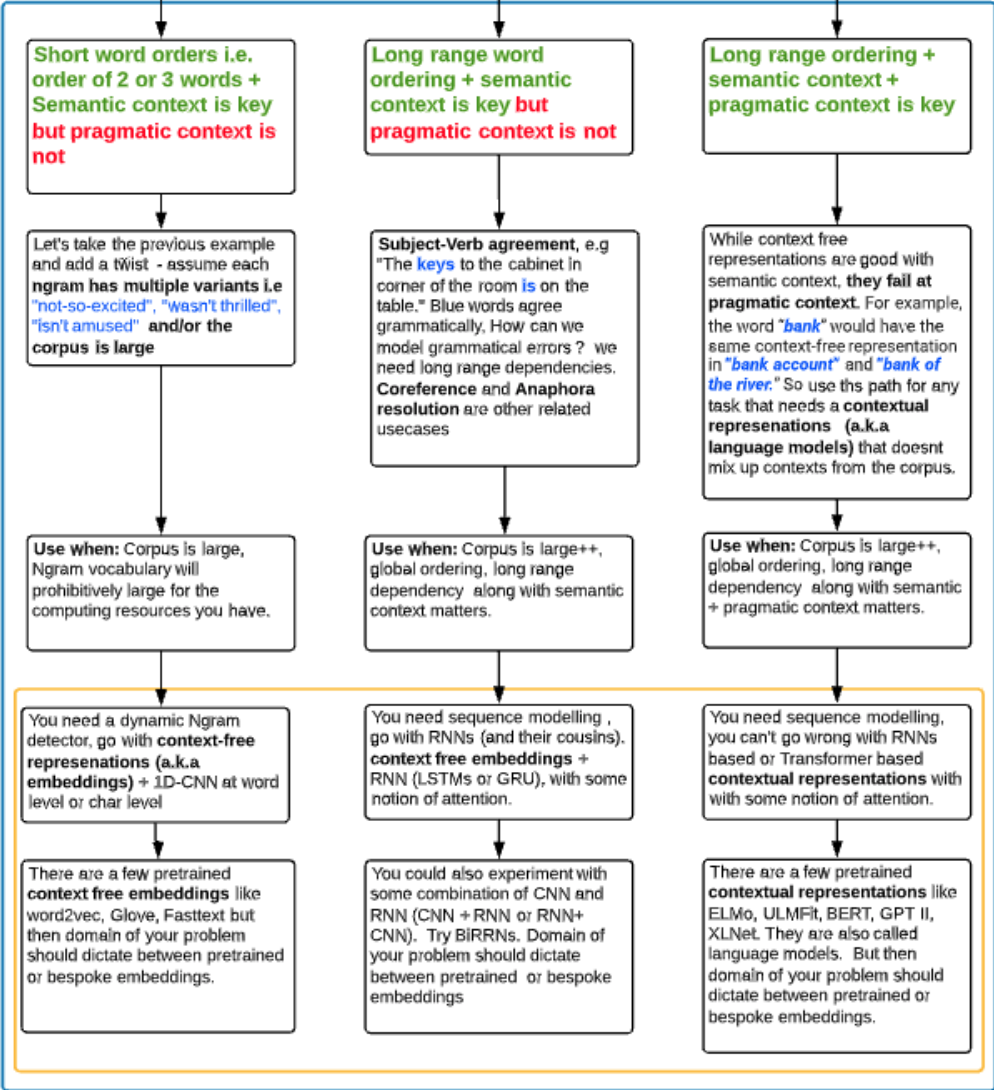 Short word orders i.e.
order of 2 or 3 words +
Semantic context is key
but pragmatic context is
not
Let's take the previous example
and add a twist - assume each
ngram has multiple variants i.e
"not-so-excited", "wasn't thrilled",
"isn't amused" and/or the
corpus is large
Use when: Corpus is large,
Ngram vocabulary will
prohibitively large for the
computing resources you have.
You need a dynamic Ngram
detector, go with context-free
represenations (a.k.a
embeddings) + 1D-CNN at word
level or char level
There are a few pretrained
context free embeddings like
word2vec, Glove, Fasttext but
then domain of your problem
should dictate between pretrained
or bespoke embeddings.
Long range word
ordering + semantic
context is key but
pragmatic context is not
Subject-Verb agreement, e.g
"The keys to the cabinet in
corner of the room is on the
table." Blue words agree
grammatically, How can we
model grammatical errors ? we
need long range dependencies.
Coreference and Anaphora
resolution are other related
usecases
Use when: Corpus is large++,
global ordering, long range
dependency along with semantic
context matters.
You need sequence modelling ,
go with RNNs (and their cousins).
context free embeddings +
RNN (LSTMs or GRU), with some
notion of attention.
You could also experiment with
some combination of CNN and
RNN (CNN + RNN or RNN+
CNN). Try BiRRNs. Domain of
your problem should dictate
between pretrained or bespoke
embeddings
Long range ordering +
semantic context +
pragmatic context is key
While context free
representations are good with
semantic context, they fail at
pragmatic context. For example,
the word "bank" would have the
same context-free representation
in "bank account" and "bank of
the river." So use ths path for any
task that needs a contextual
represenations (a.k.a
language models) that doesnt
mix up contexts from the corpus.
Use when: Corpus is large++,
global ordering, long range
dependency along with semantic
+ pragmatic context matters.
You need sequence modelling,
you can't go wrong with RNNs
based or Transformer based
contextual representations with
with some notion of attention.
There are a few pretrained
contextual representations like
ELMo, ULMFit, BERT, GPT II,
XLNet. They are also called
language models. But then
domain of your problem should
dictate between pretrained or
bespoke embeddings.